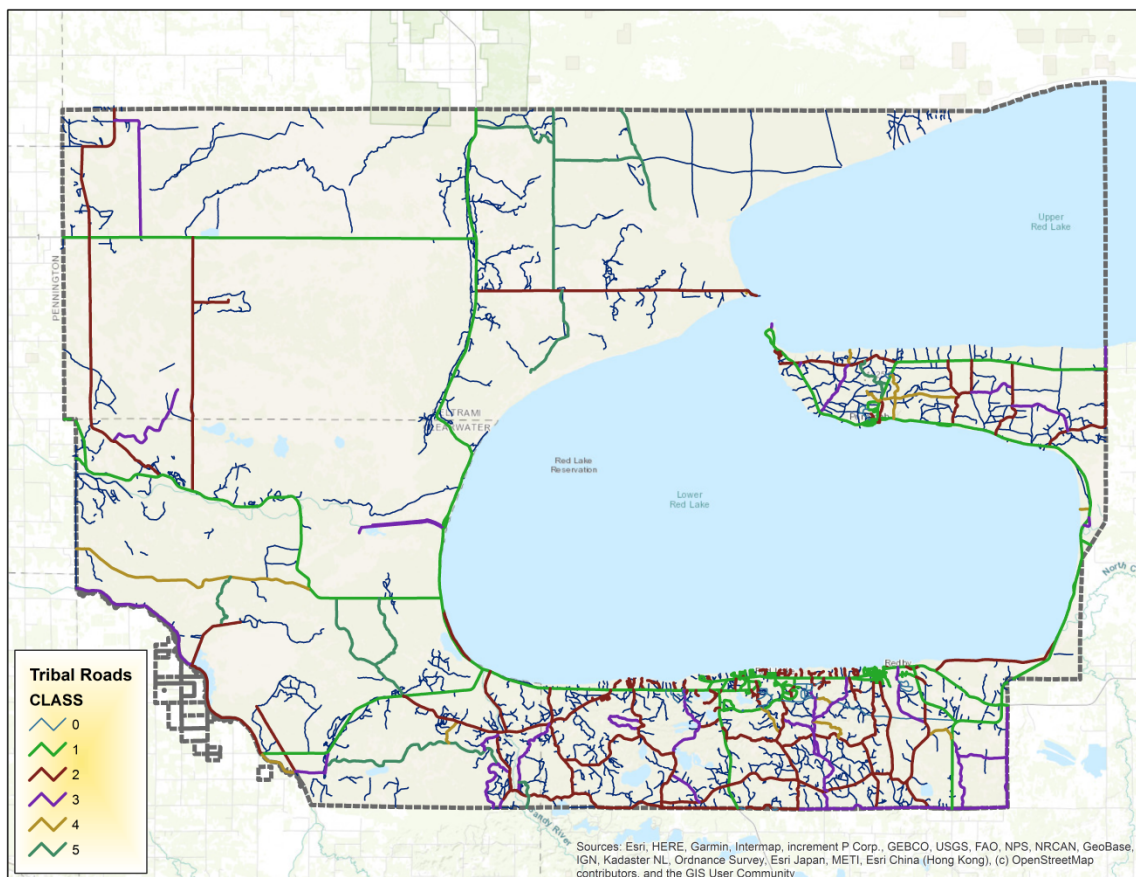 Upper
Red Lake
PENNINGTON
BELTRAMI
CLEARWATER
Red Lake
Reservation
Lower
Red Lake
North C
Redby
Tribal Roads
CLASS
0
1
2
3
4
5
Sandy River
Sources: Esri, HERE, Garmin, Intermap, increment P Corp., GEBCO, USGS, FAO, NPS, NRCAN, GeoBase,
IGN, Kadaster NL, Ordnance Survey, Esri Japan, METI, Esri China (Hong Kong), (c) OpenStreetMap
contributors, and the GIS User Community